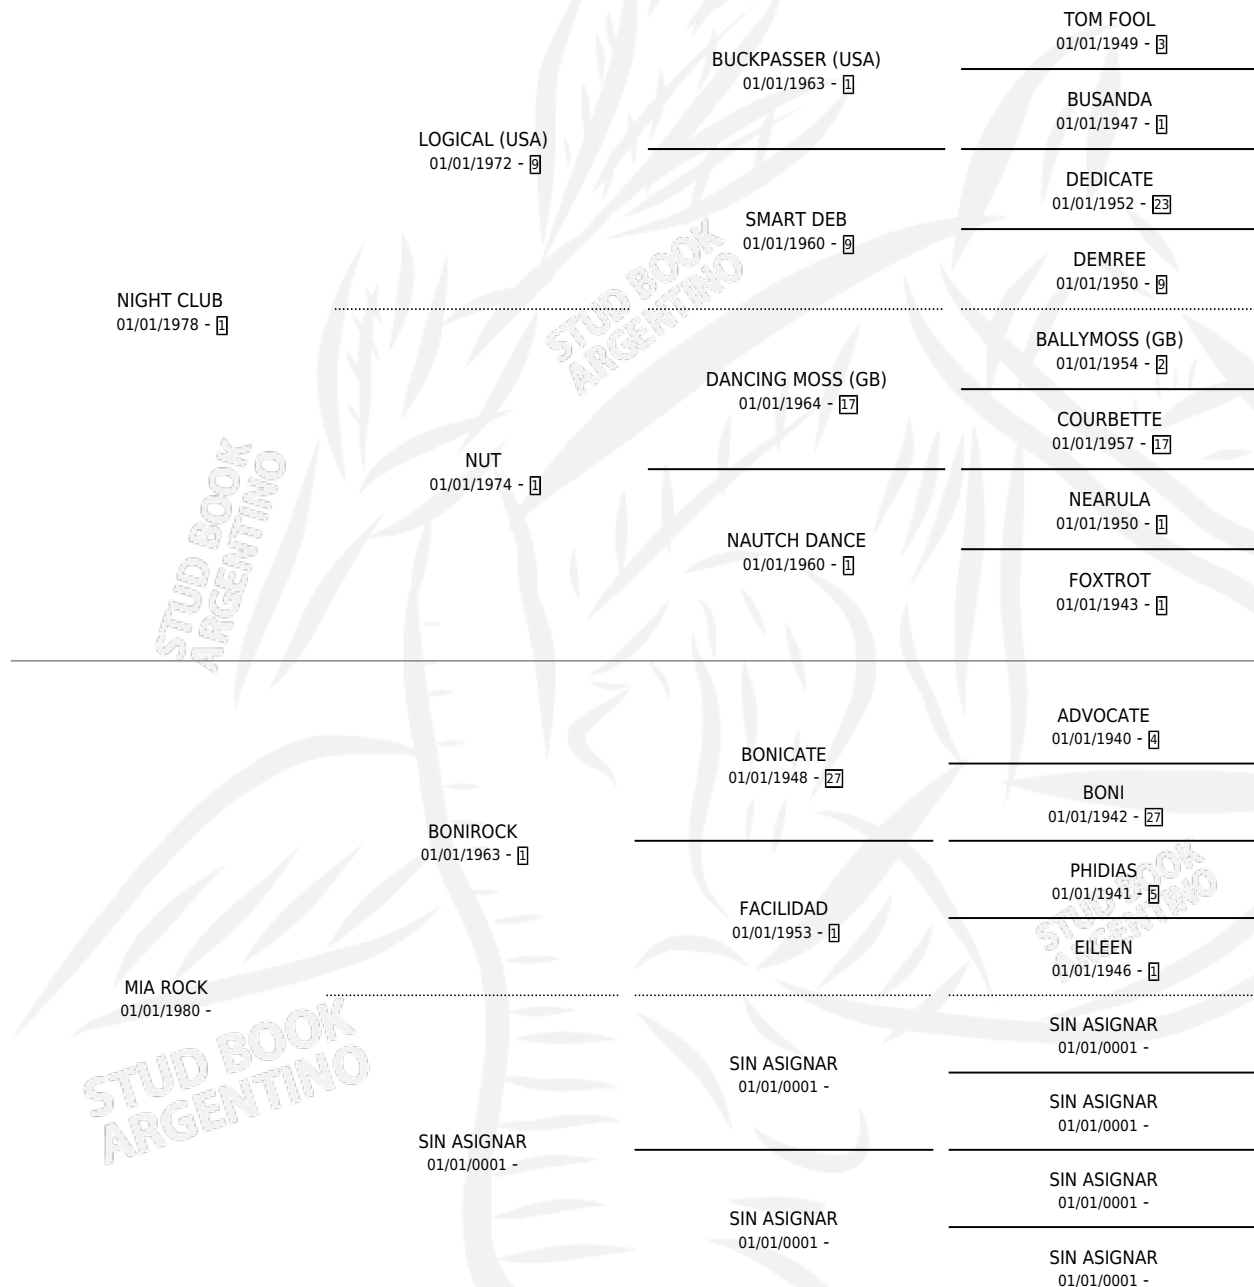 TOM FOOL
01/01/1949 - 3
BUCKPASSER (USA)
01/01/1963 - 1
BUSANDA
01/01/1947 - 1
LOGICAL (USA)
01/01/1972 - 9
DEDICATE
01/01/1952 - 23
SMART DEB
01/01/1960 - 9
DEMREE
01/01/1950 - 9
NIGHT CLUB
01/01/1978 - 1
STUD BOOK
ARGENTINO
BALLYMOSS (GB)
01/01/1954 - 2
DANCING MOSS (GB)
01/01/1964 - 17
COURBETTE
01/01/1957 - 17
NUT
01/01/1974 - 1
NEARULA
01/01/1950 - 1
NAUTCH DANCE
01/01/1960 - 1
FOXTROT
01/01/1943 - 1
STUD BOOK
ARGENTINO
ADVOCATE
01/01/1940 - 4
BONICATE
01/01/1948 - 27
BONI
01/01/1942 - 27
BONIROCK
01/01/1963 - 1
PHIDIAS
01/01/1941 - 5
FACILIDAD
01/01/1953 - 1
EILEEN
01/01/1946 - 1
STUD BOOK
ARGENTINO
MIA ROCK
01/01/1980 -
STUD BOOK
ARGENTINO
SIN ASIGNAR
01/01/0001 -
SIN ASIGNAR
01/01/0001 -
SIN ASIGNAR
01/01/0001 -
SIN ASIGNAR
01/01/0001 -
SIN ASIGNAR
01/01/0001 -
SIN ASIGNAR
01/01/0001 -
SIN ASIGNAR
01/01/0001 -